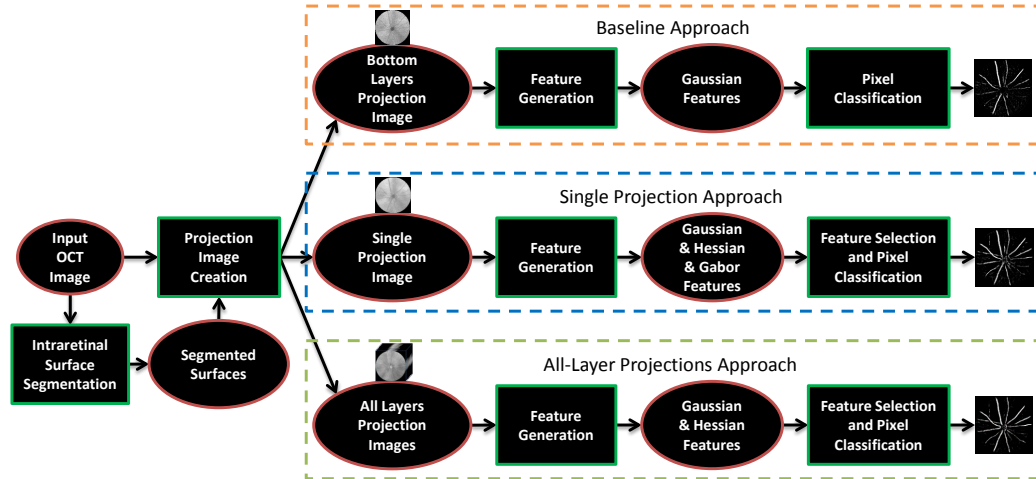 Baseline Approach
Bottom
Layers
Projection
Image
Feature
Generation
Gaussian
Features
Pixel
Classification
Single Projection Approach
Input
OCT
Image
Projection
Image
Creation
Single
Projection
Image
Feature
Generation
Gaussian
& Hessian
& Gabor
Features
Feature Selection
and Pixel
Classification
Intraretinal
Surface
Segmentation
Segmented
Surfaces
All-Layer Projections Approach
All Layers
Projection
Images
Feature
Generation
Gaussian
& Hessian
Features
Feature Selection
and Pixel
Classification